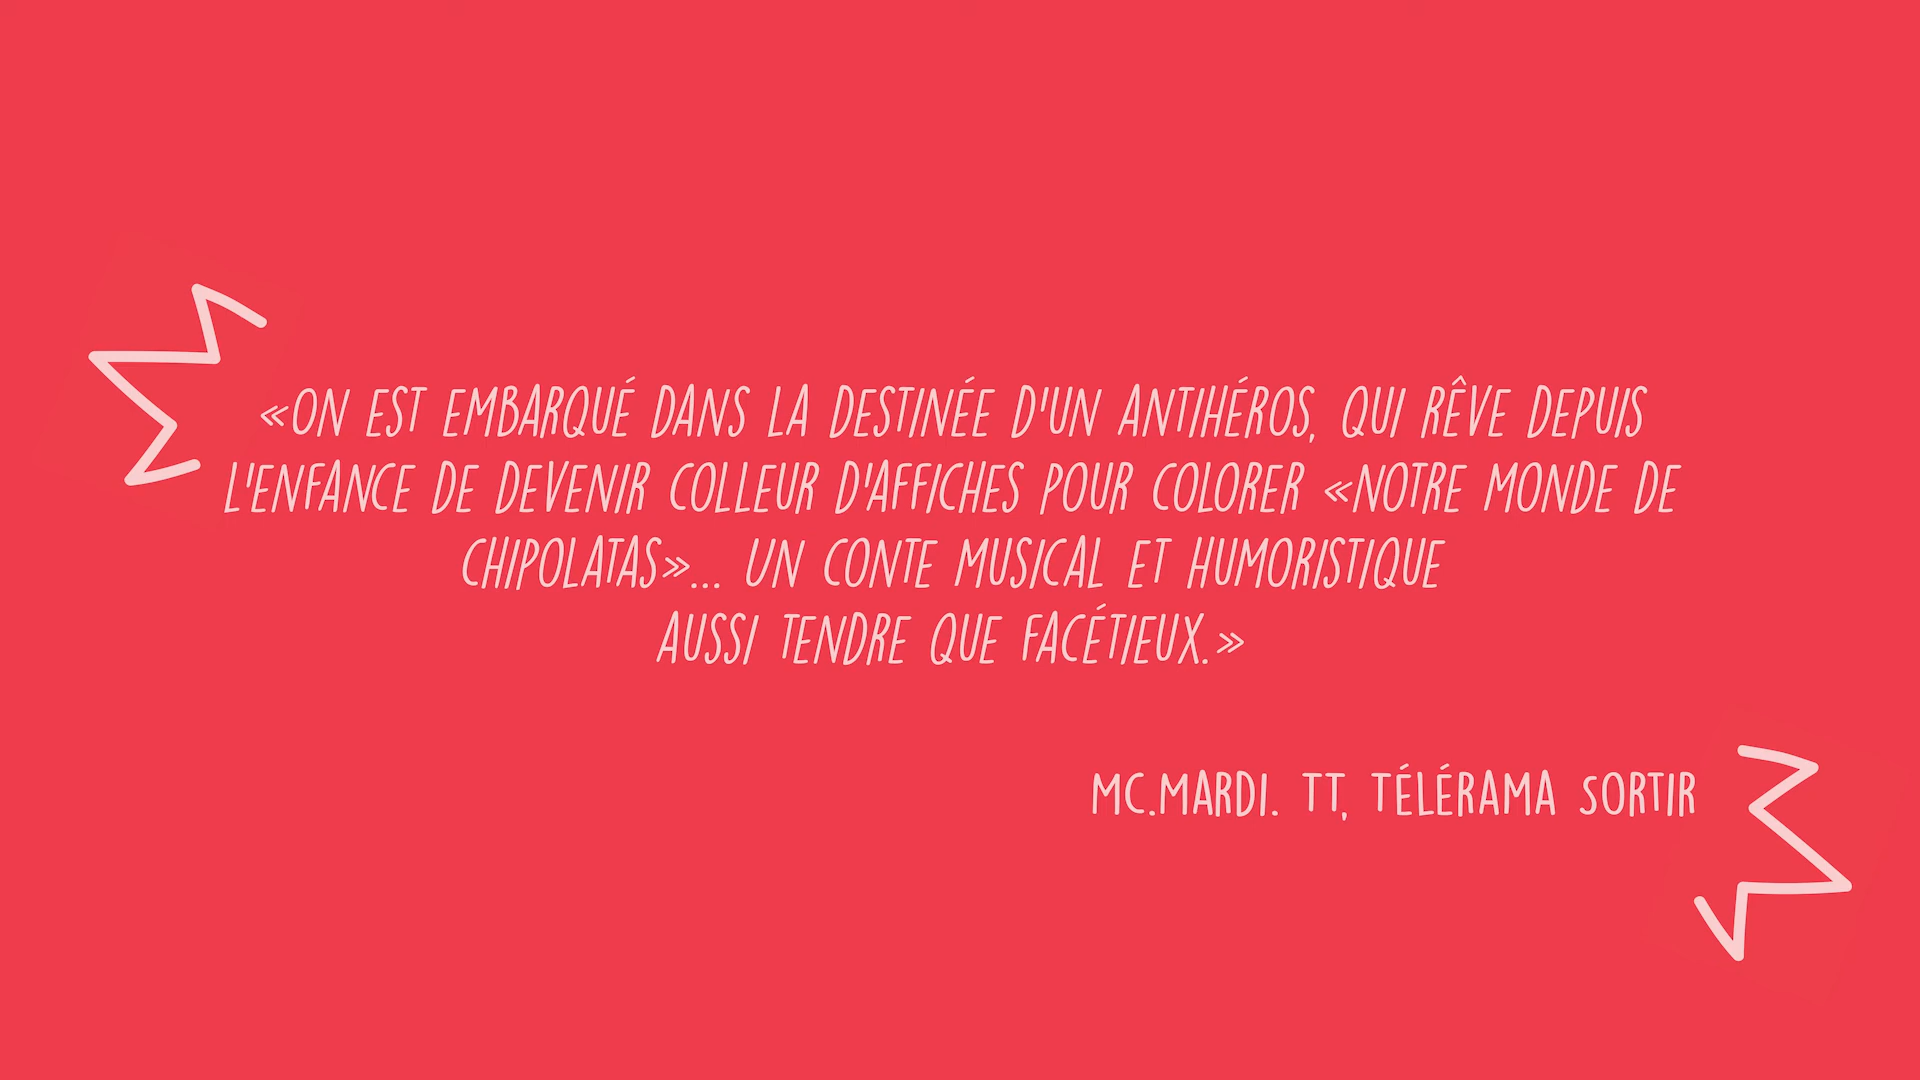 «ON EST EMBARQUÉ DANS LA DESTINÉE D'UN ANTIHÉROS, QUI RÊVE DEPUIS
L'ENFANCE DE DEVENIR COLLEUR D'AFFICHES POUR COLORER «NOTRE MONDE DE
CHIPOLATAS»... UN CONTE MUSICAL ET HUMORISTIQUE
AUSSI TENDRE QUE FACÉTIEUX.»
MC.MARDI. TT, TÉLÉRAMA SORTIR